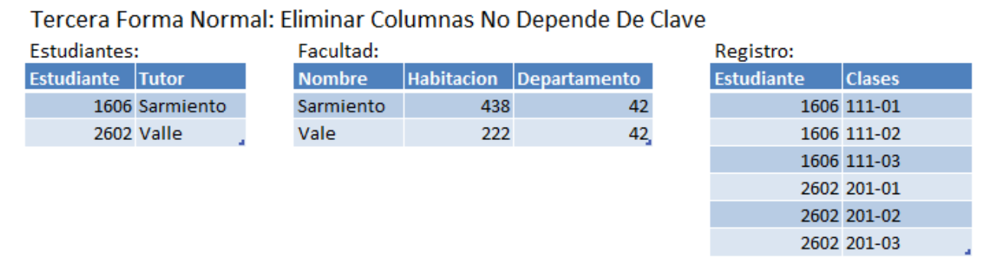 Tercera Forma Normal: Eliminar Columnas No Depende De Clave
Estudiantes:
Estudiante Tutor
1606 Sarmiento
2602 Valle
Facultad:
Nombre Habitacion Departamento
Sarmiento 438 42
Vale 222 42
Registro:
Estudiante Clases
1606 111-01
1606 111-02
1606 111-03
2602 201-01
2602 201-02
2602 201-03